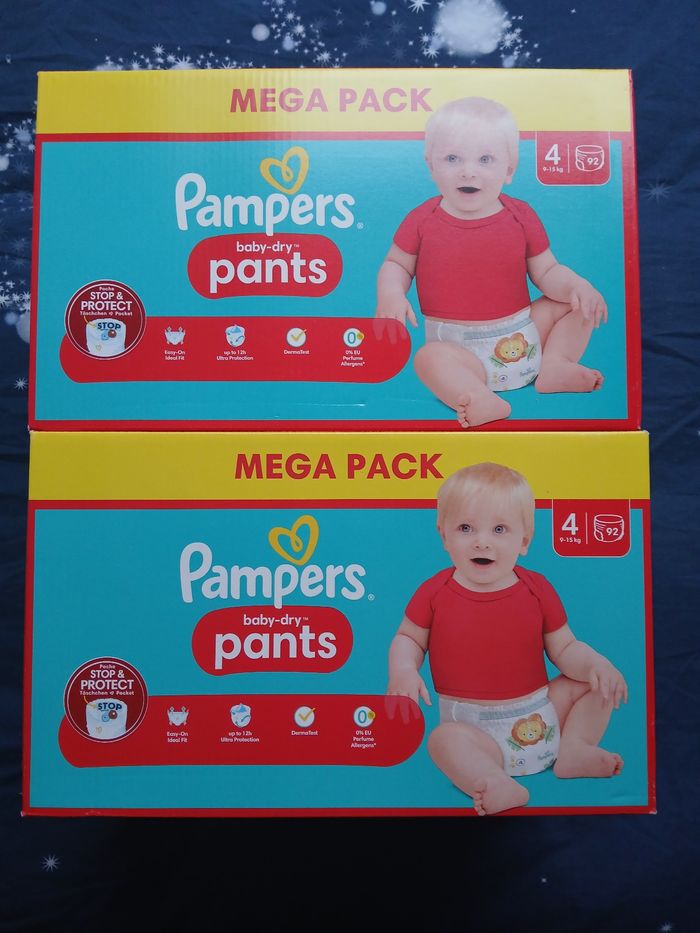 MEGA PACK
4
9-15 kg
92
Pampers®
baby-dry™
pants
Poche
STOP &
PROTECT
Täschchen Pocket
STOP
Easy-On
Ideal Fit
up to 12h
Ultra Protection
DermaTest
0%
0% EU
Perfume
Allergens*
MEGA PACK
4
9-15 kg
92
Pampers®
baby-dry™
pants
Poche
STOP &
PROTECT
Täschchen Pocket
STOP
Easy-On
Ideal Fit
up to 12h
Ultra Protection
DermaTest
0%
0% EU
Perfume
Allergens*